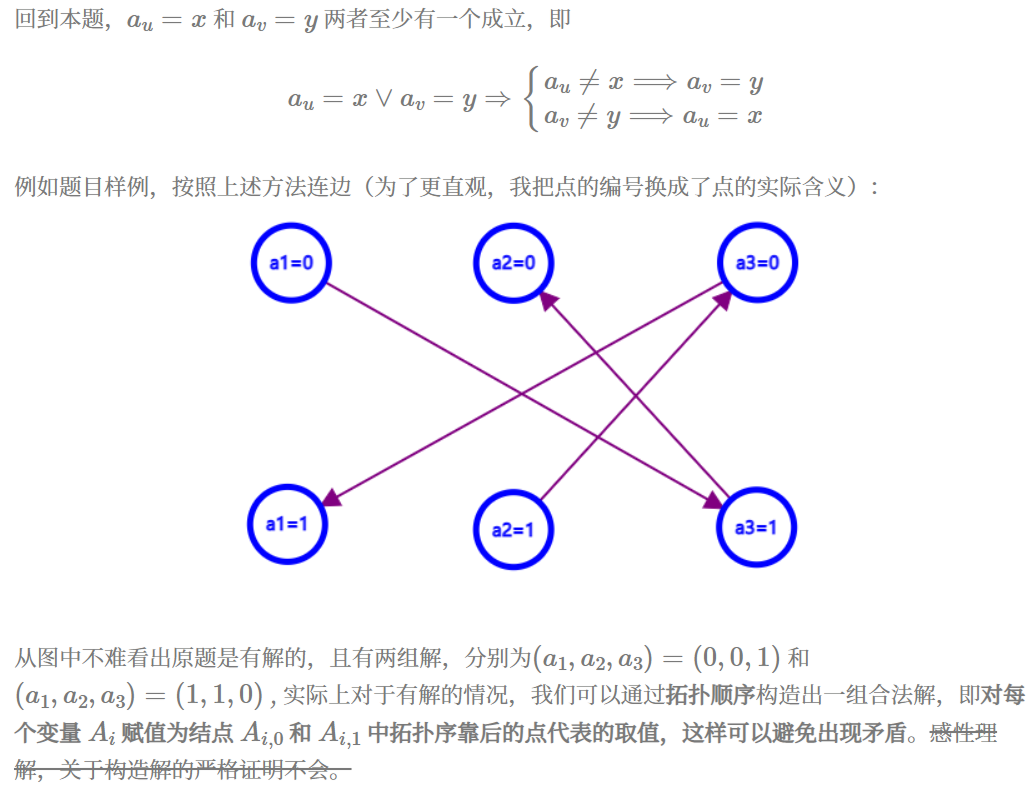 回到本题，a_u = x 和 a_v = y 两者至少有一个成立，即
a_u = x ∨ a_v = y ⇒ { a_u ≠ x ⟹ a_v = y
a_v ≠ y ⟹ a_u = x
例如题目样例，按照上述方法连边（为了更直观，我把点的编号换成了点的实际含义）：
a1=0 a2=0 a3=0
a1=1 a2=1 a3=1
从图中不难看出原题是有解的，且有两组解，分别为(a_1, a_2, a_3) = (0, 0, 1) 和
(a_1, a_2, a_3) = (1, 1, 0) , 实际上对于有解的情况，我们可以通过拓扑顺序构造出一组合法解，即对每
个变量 A_i 赋值为结点 A_{i,0} 和 A_{i,1} 中拓扑序靠后的点代表的取值，这样可以避免出现矛盾。感性理
解，关于构造解的严格证明不会。